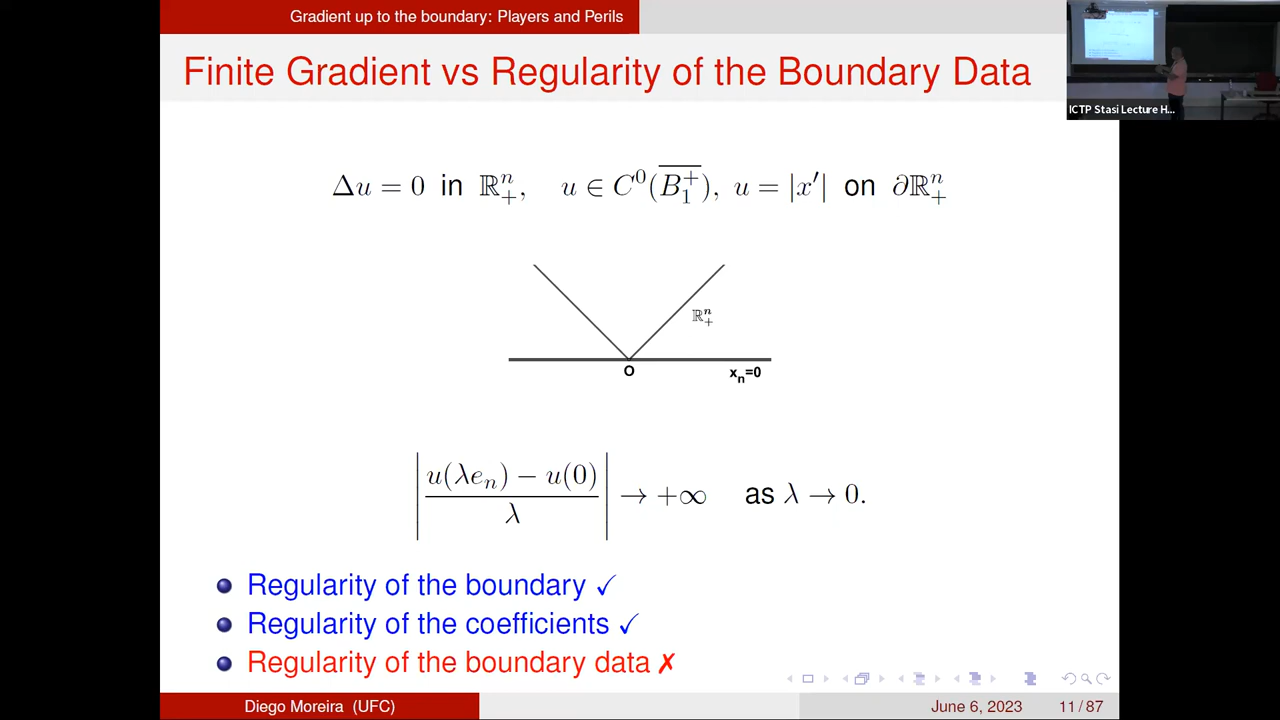 Gradient up to the boundary: Players and Perils
Finite Gradient vs Regularity of the Boundary Data
ICTP Stasi Lecture H...
Δu = 0 in ℝⁿ₊, u ∈ C⁰(B̅₁⁺), u = |x′| on ∂ℝⁿ₊
ℝⁿ₊
O
xₙ=0
|u(λeₙ) − u(0) / λ| → +∞ as λ → 0.
Regularity of the boundary ✓
Regularity of the coefficients ✓
Regularity of the boundary data ✗
Diego Moreira (UFC)
June 6, 2023
11 / 87